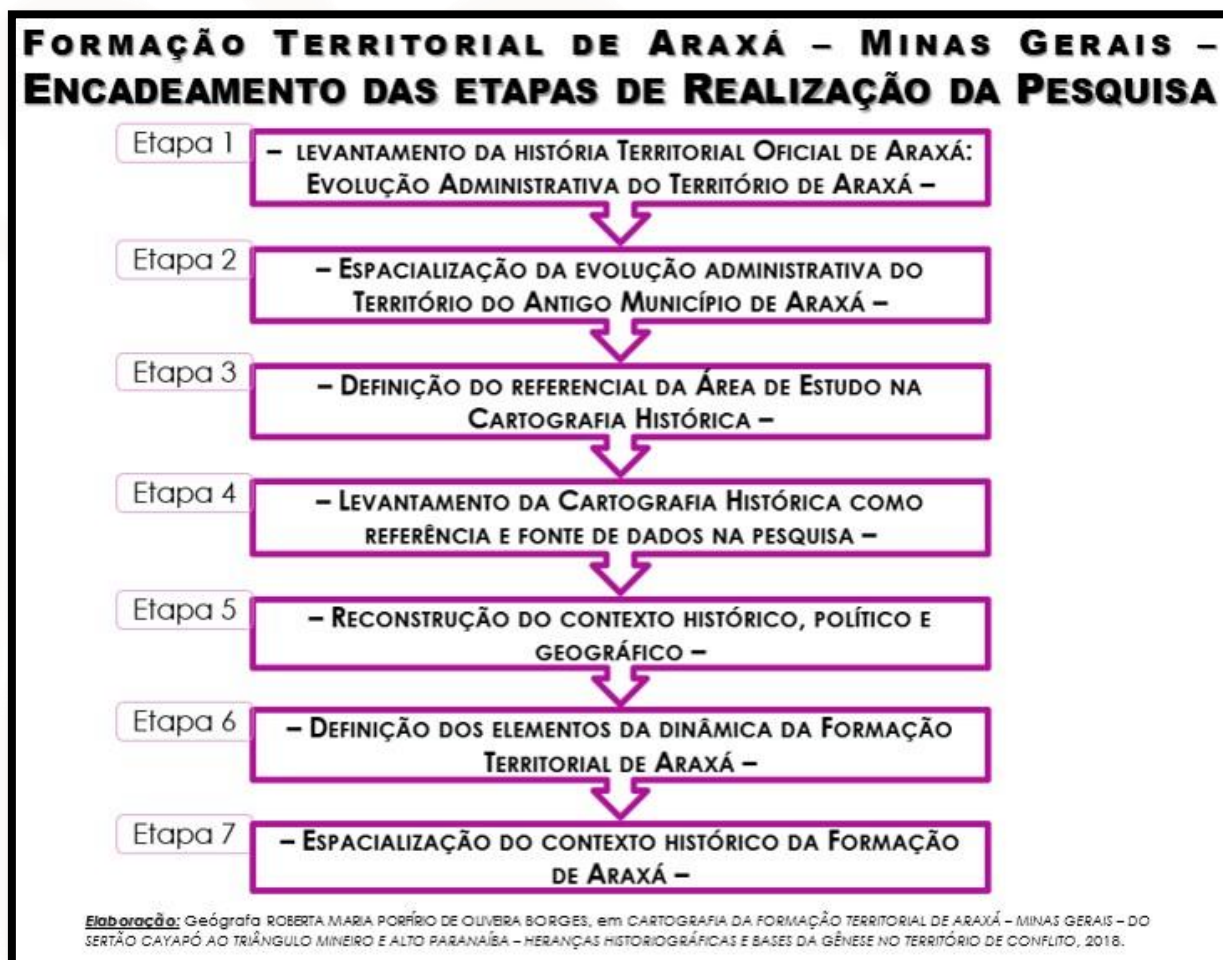 FORMAÇÃO TERRITORIAL DE ARAXÁ – MINAS GERAIS –
ENCADEAMENTO DAS ETAPAS DE REALIZAÇÃO DA PESQUISA
Etapa 1
– LEVANTAMENTO DA HISTÓRIA TERRITORIAL OFICIAL DE ARAXÁ:
EVOLUÇÃO ADMINISTRATIVA DO TERRITÓRIO DE ARAXÁ –
Etapa 2
– ESPACIALIZAÇÃO DA EVOLUÇÃO ADMINISTRATIVA DO
TERRITÓRIO DO ANTIGO MUNICÍPIO DE ARAXÁ –
Etapa 3
– DEFINIÇÃO DO REFERENCIAL DA ÁREA DE ESTUDO NA
CARTOGRAFIA HISTÓRICA –
Etapa 4
– LEVANTAMENTO DA CARTOGRAFIA HISTÓRICA COMO
REFERÊNCIA E FONTE DE DADOS NA PESQUISA –
Etapa 5
– RECONSTRUÇÃO DO CONTEXTO HISTÓRICO, POLÍTICO E
GEOGRÁFICO –
Etapa 6
– DEFINIÇÃO DOS ELEMENTOS DA DINÂMICA DA FORMAÇÃO
TERRITORIAL DE ARAXÁ –
Etapa 7
– ESPACIALIZAÇÃO DO CONTEXTO HISTÓRICO DA FORMAÇÃO
DE ARAXÁ –
Elaboração: Geógrafa ROBERTA MARIA PORFÍRIO DE OLIVEIRA BORGES, em CARTOGRAFIA DA FORMAÇÃO TERRITORIAL DE ARAXÁ – MINAS GERAIS – DO
SERTÃO CAYAPÓ AO TRIÂNGULO MINEIRO E ALTO PARANAÍBA – HERANÇAS HISTORIOGRÁFICAS E BASES DA GÊNESE NO TERRITÓRIO DE CONFLITO, 2018.